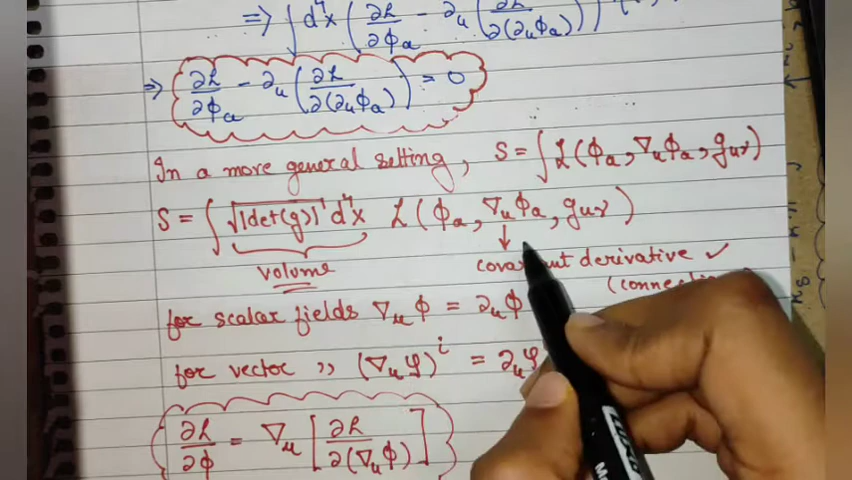 => ∫ d⁴x ( ∂ℒ/∂ϕₐ - ∂ᵤ ( ∂ℒ/∂(∂ᵤϕₐ) ) )
=> ∂ℒ/∂ϕₐ - ∂ᵤ ( ∂ℒ/∂(∂ᵤϕₐ) ) = 0
In a more general setting, S = ∫ ℒ(ϕₐ, ∇ᵤϕₐ, gᵤᵥ)
S = ∫ √|det(g)| d⁴x ℒ(ϕₐ, ∇ᵤϕₐ, gᵤᵥ)
volume ↓ covariant derivative ✓
for scalar fields ∇ᵤϕ = ∂ᵤϕ
for vector ,, (∇ᵤφ)ⁱ = ∂ᵤφ
∂ℒ/∂ϕ = ∇ᵤ [ ∂ℒ/∂(∇ᵤϕ) ]